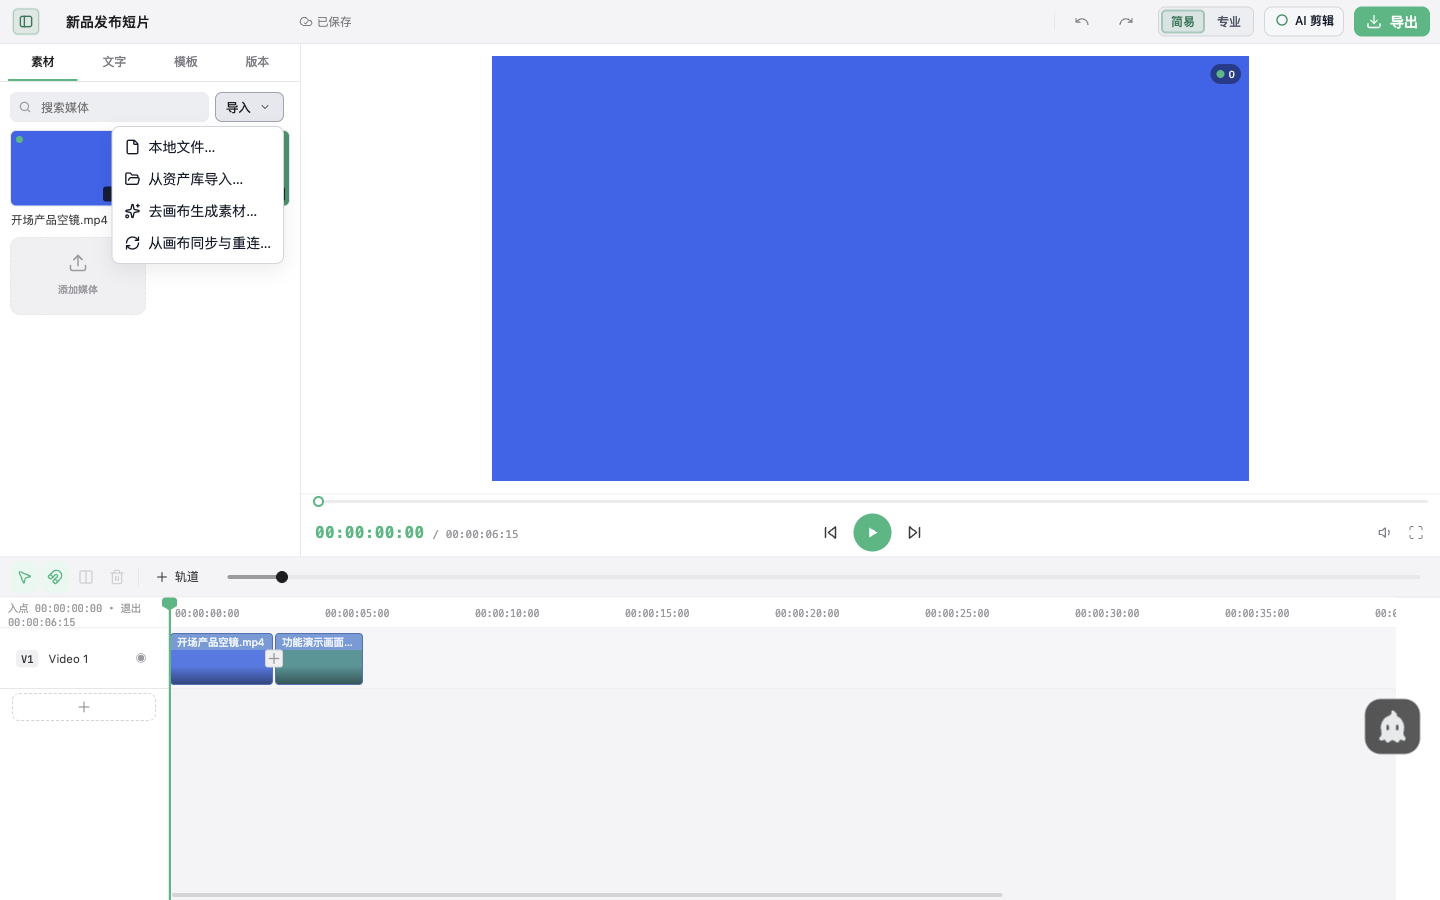 新品发布短片
已保存
简易
专业
AI 剪辑
导出
素材
文字
模板
版本
搜索媒体
导入
本地文件...
从资产库导入...
去画布生成素材...
从画布同步与重连...
开场产品空镜.mp4
添加媒体
0
00:00:00:00 / 00:00:06:15
轨道
入点 00:00:00:00 • 退出
00:00:06:15
00:00:00:00
00:00:05:00
00:00:10:00
00:00:15:00
00:00:20:00
00:00:25:00
00:00:30:00
00:00:35:00
V1
Video 1
开场产品空镜.mp4
功能演示画面...